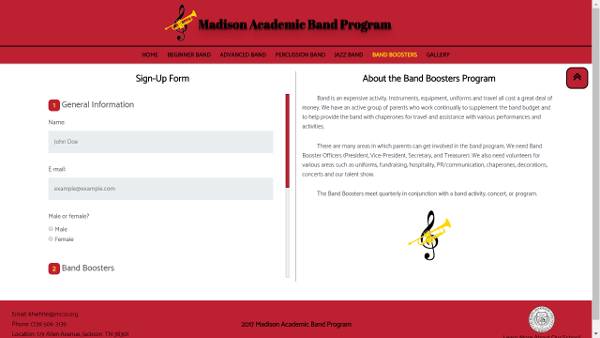 Madison Academic Band Program
HOME BEGINNER BAND ADVANCED BAND PERCUSSION BAND JAZZ BAND BAND BOOSTERS GALLERY
Sign-Up Form
1 General Information
Name:
John Doe
E-mail:
example@example.com
Male or female?
Male
Female
2 Band Boosters
About the Band Boosters Program
Band is an expensive activity. Instruments, equipment, uniforms and travel all cost a great deal of
money. We have an active group of parents who work continually to supplement the band budget and
to help provide the band with chaperones for travel and assistance with various performances and
activities.
There are many areas in which parents can get involved in the band program. We need Band
Booster Officers (President, Vice-President, Secretary, and Treasurer). We also need volunteers for
various areas such as uniforms, fundraising, hospitality, PR/communication, chaperones, decorations,
concerts and our talent show.
The Band Boosters meet quarterly in conjunction with a band activity, concert, or program.
Email:
Phone: (731) 506-2136
Location: 179 Allen Avenue, Jackson, TN 38301
2017 Madison Academic Band Program
Learn More About Our School